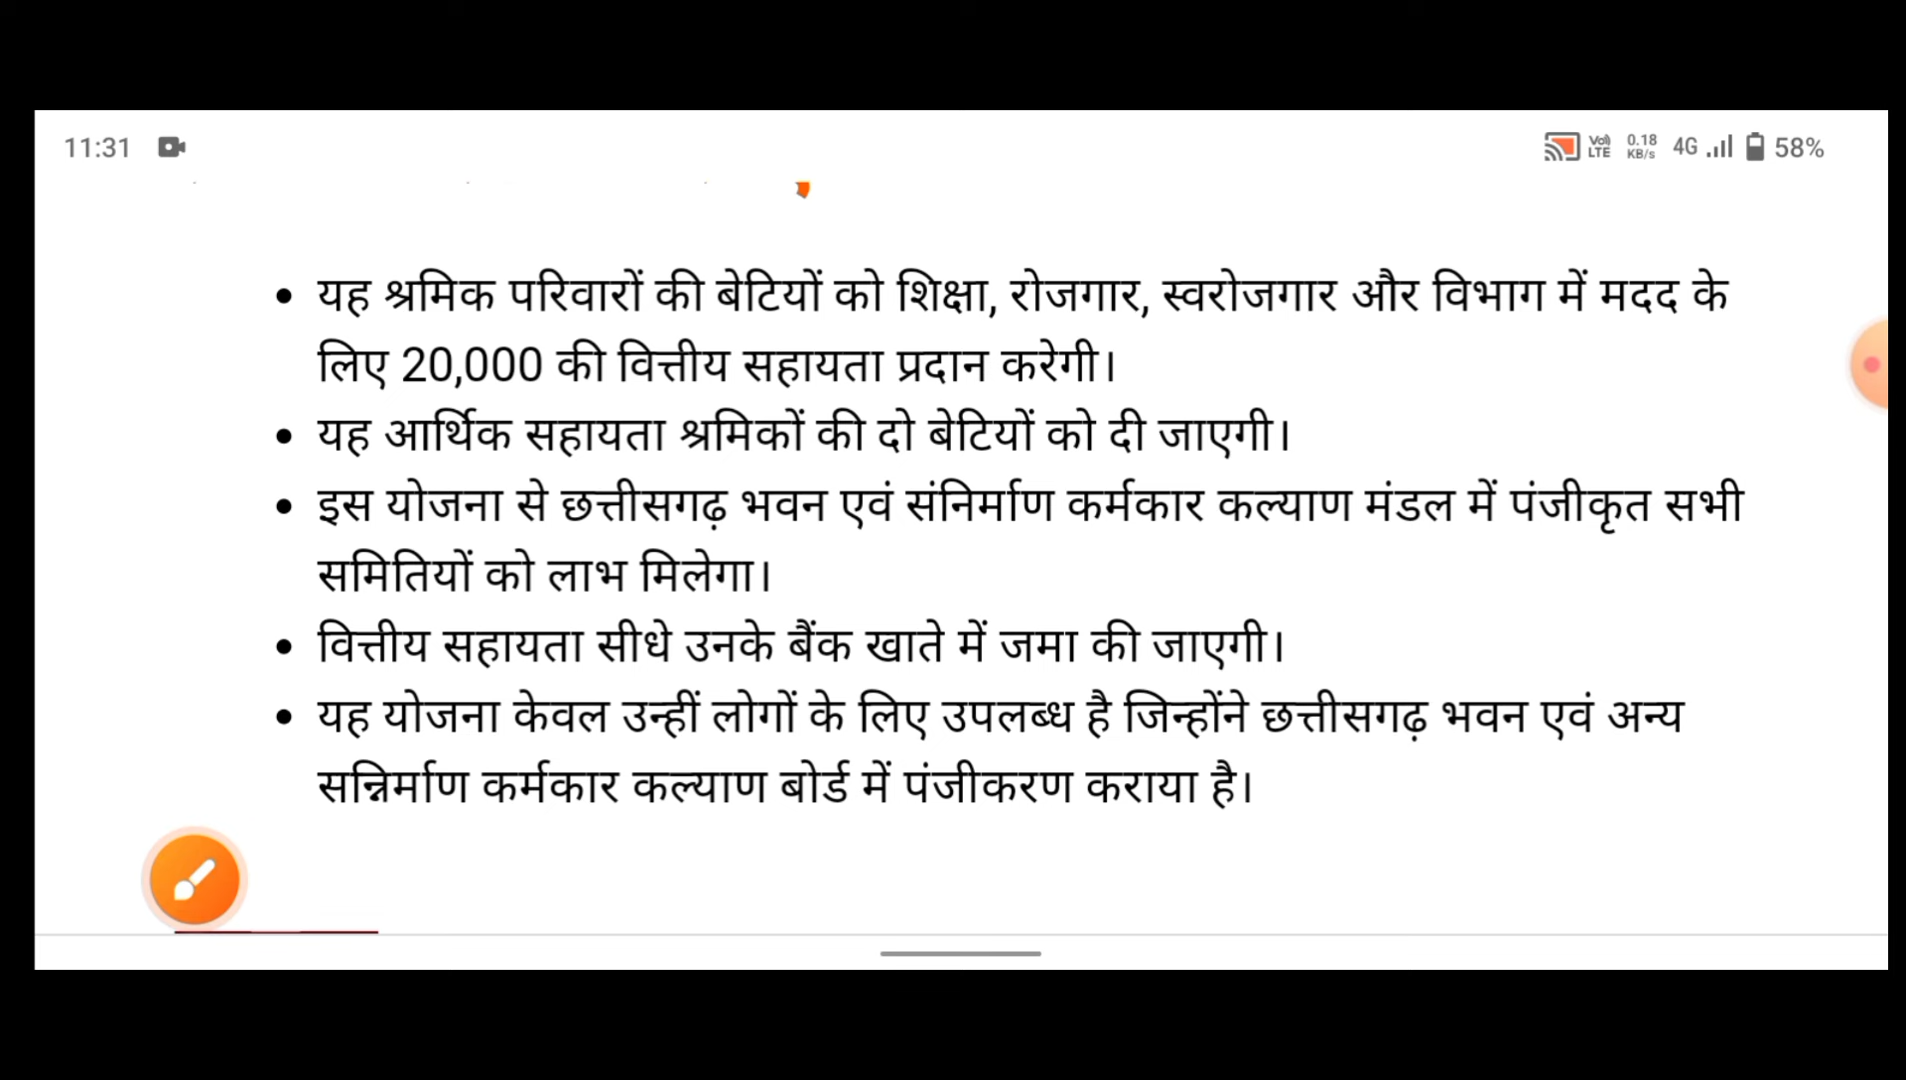 11:31 Vo) LTE 0.18 KB/s 4G 58%
• यह श्रमिक परिवारों की बेटियों को शिक्षा, रोजगार, स्वरोजगार और विभाग में मदद के
लिए 20,000 की वित्तीय सहायता प्रदान करेगी।
• यह आर्थिक सहायता श्रमिकों की दो बेटियों को दी जाएगी।
• इस योजना से छत्तीसगढ़ भवन एवं संनिर्माण कर्मकार कल्याण मंडल में पंजीकृत सभी
समितियों को लाभ मिलेगा।
• वित्तीय सहायता सीधे उनके बैंक खाते में जमा की जाएगी।
• यह योजना केवल उन्हीं लोगों के लिए उपलब्ध है जिन्होंने छत्तीसगढ़ भवन एवं अन्य
सन्निर्माण कर्मकार कल्याण बोर्ड में पंजीकरण कराया है।